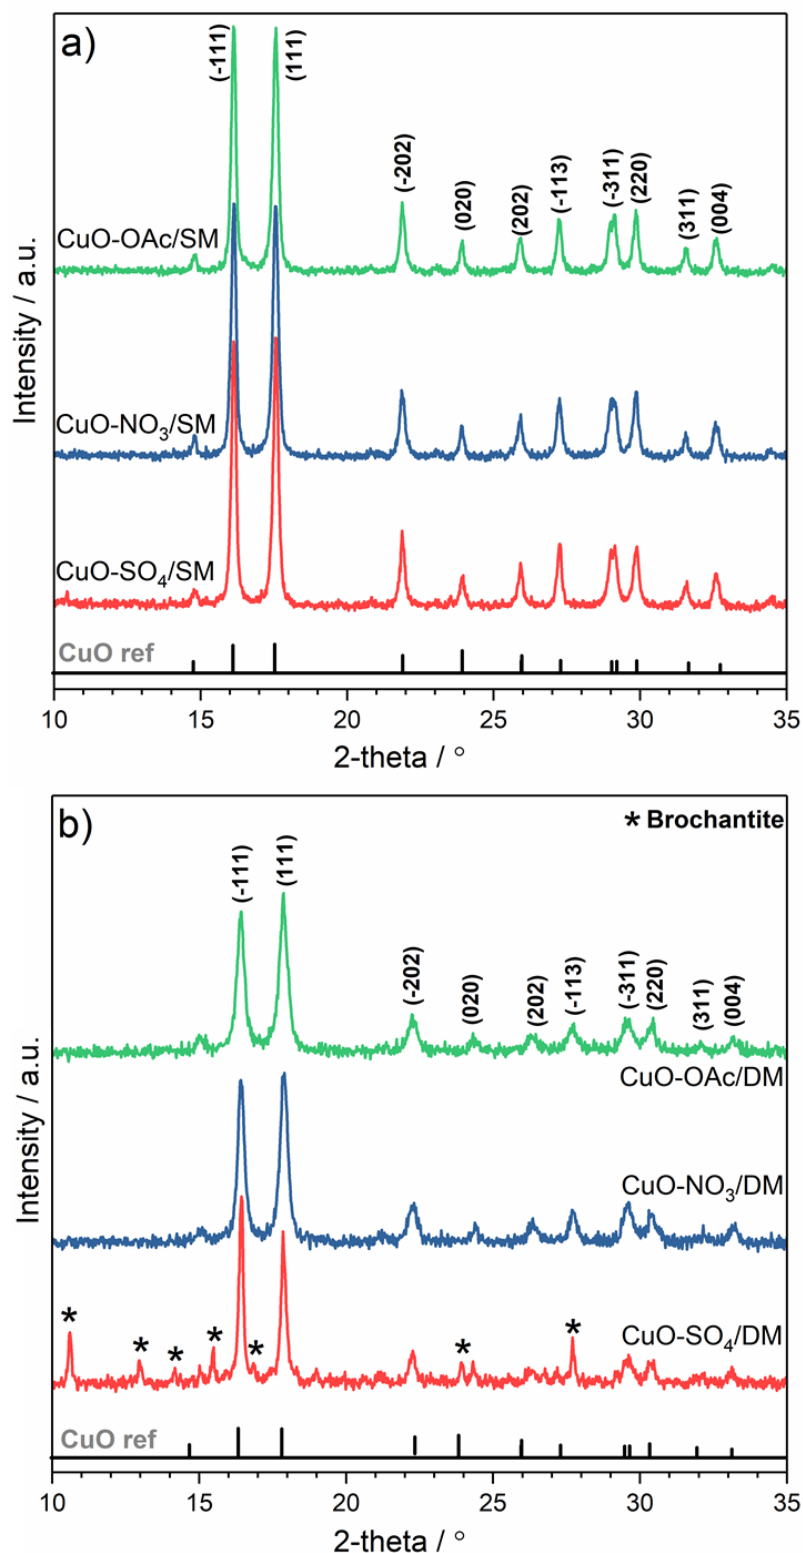 a)
(-111)
(111)
(-202)
(020)
(202)
(-113)
(-311)
(220)
(311)
(004)
CuO-OAc/SM
CuO-NO₃/SM
CuO-SO₄/SM
CuO ref
Intensity / a.u.
10 15 20 25 30 35
2-theta / °
b)
* Brochantite
(-111)
(111)
(-202)
(020)
(202)
(-113)
(-311)
(220)
(311)
(004)
CuO-OAc/DM
CuO-NO₃/DM
CuO-SO₄/DM
* * * * * * *
CuO ref
Intensity / a.u.
10 15 20 25 30 35
2-theta / °